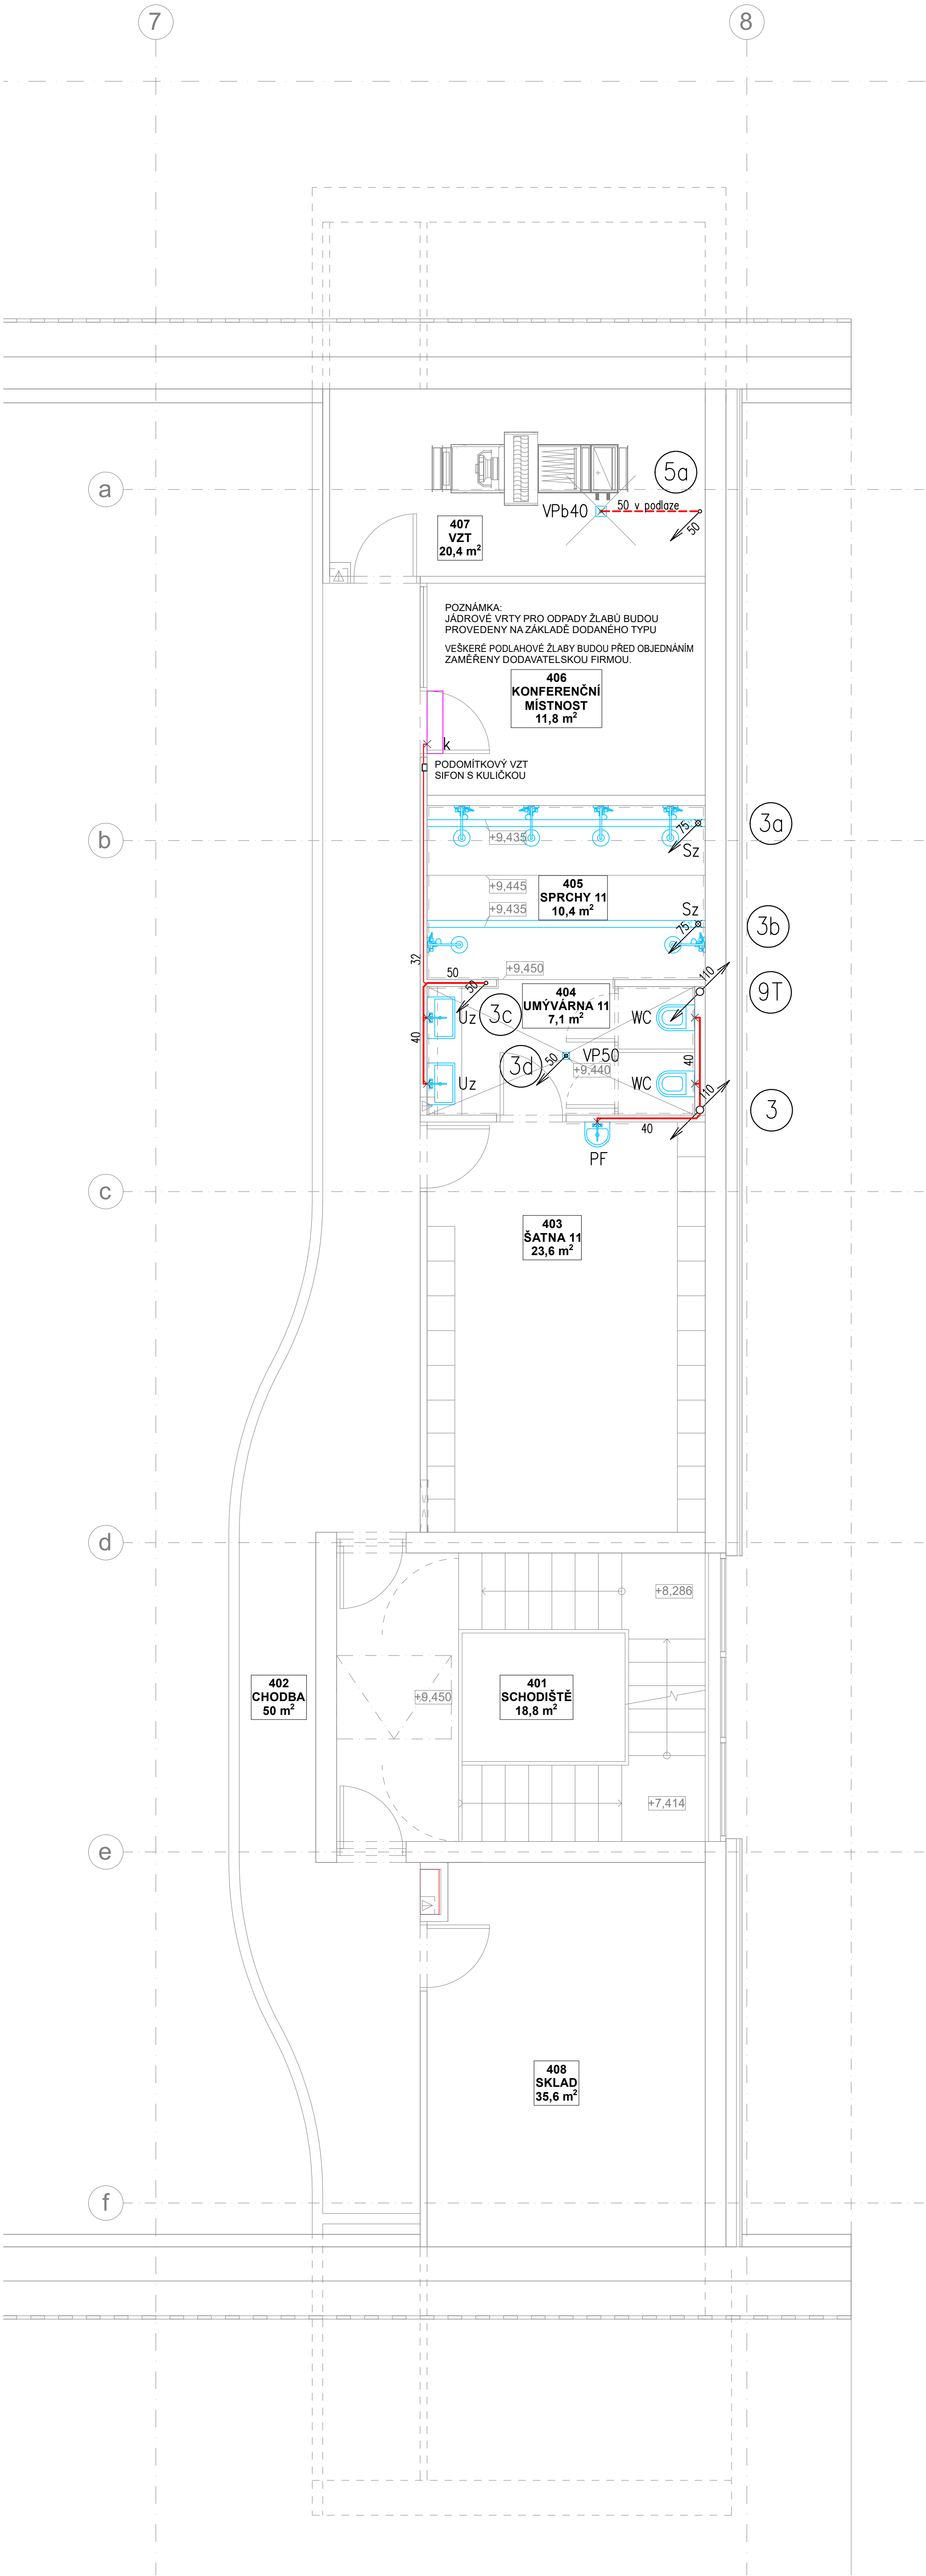 7
8
a
5a
VPb40
50 v podlaze
50
407
VZT
20,4 m²
POZNÁMKA:
JÁDROVÉ VRTY PRO ODPADY ŽLABŮ BUDOU
PROVEDENY NA ZÁKLADĚ DODANÉHO TYPU
VEŠKERÉ PODLAHOVÉ ŽLABY BUDOU PŘED OBJEDNÁNÍM
ZAMĚŘENY DODAVATELSKOU FIRMOU.
406
KONFERENČNÍ
MÍSTNOST
11,8 m²
k
PODOMÍTKOVÝ VZT
SIFON S KULIČKOU
b
+9,435
75
Sz
3a
+9,445
+9,435
405
SPRCHY 11
10,4 m²
Sz
75
3b
32
+9,450
50
50
3c
404
UMÝVÁRNA 11
7,1 m²
110
9T
Uz
WC
40
3d
50
VP50
+9,440
40
Uz
WC
110
3
40
PF
c
403
ŠATNA 11
23,6 m²
d
+8,286
402
CHODBA
50 m²
+9,450
401
SCHODIŠTĚ
18,8 m²
+7,414
e
408
SKLAD
35,6 m²
f